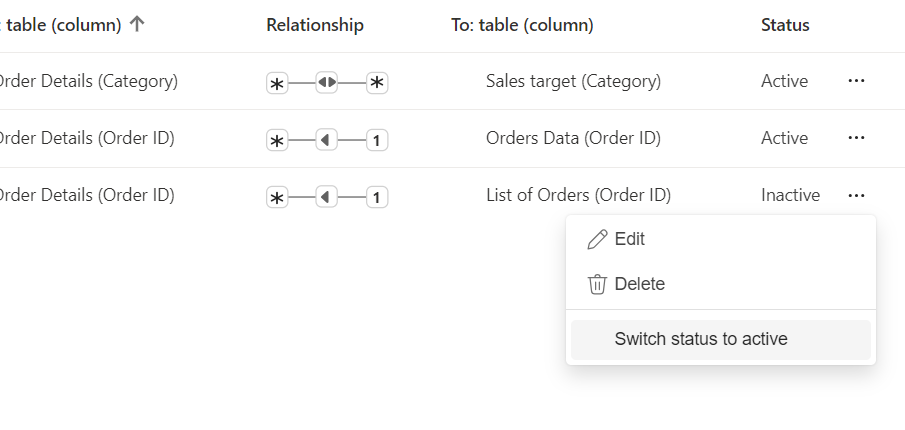 : table (column) Relationship To: table (column) Status
Order Details (Category) * * Sales target (Category) Active ...
Order Details (Order ID) * 1 Orders Data (Order ID) Active ...
Order Details (Order ID) * 1 List of Orders (Order ID) Inactive ...
Edit
Delete
Switch status to active